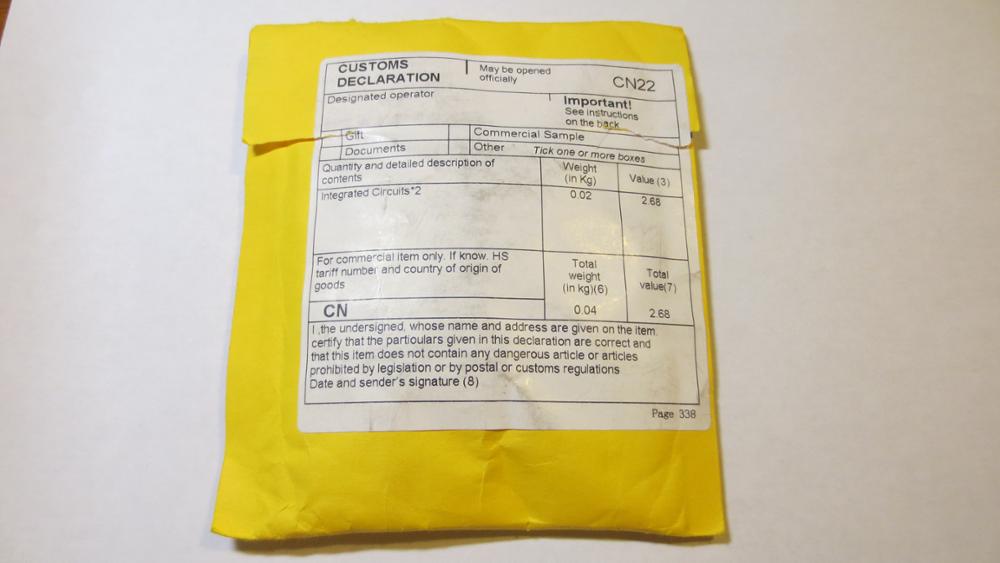 CUSTOMS
DECLARATION
May be opened
officially
CN22
Designated operator
Important!
See instructions
on the back
Gift
Commercial Sample
Documents
Other
Tick one or more boxes
Quantity and detailed description of
contents
Weight
(in Kg)
Value (3)
Integrated Circuits*2
0.02
2.68
For commercial item only. If know. HS
tariff number and country of origin of
goods
Total
weight
(in kg)(6)
Total
value(7)
CN
0.04
2.68
I ,the undersigned, whose name and address are given on the item.
certify that the particulars given in this declaration are correct and
that this item does not contain any dangerous article or articles
prohibited by legislation or by postal or customs regulations
Date and sender's signature (8)
Page 338